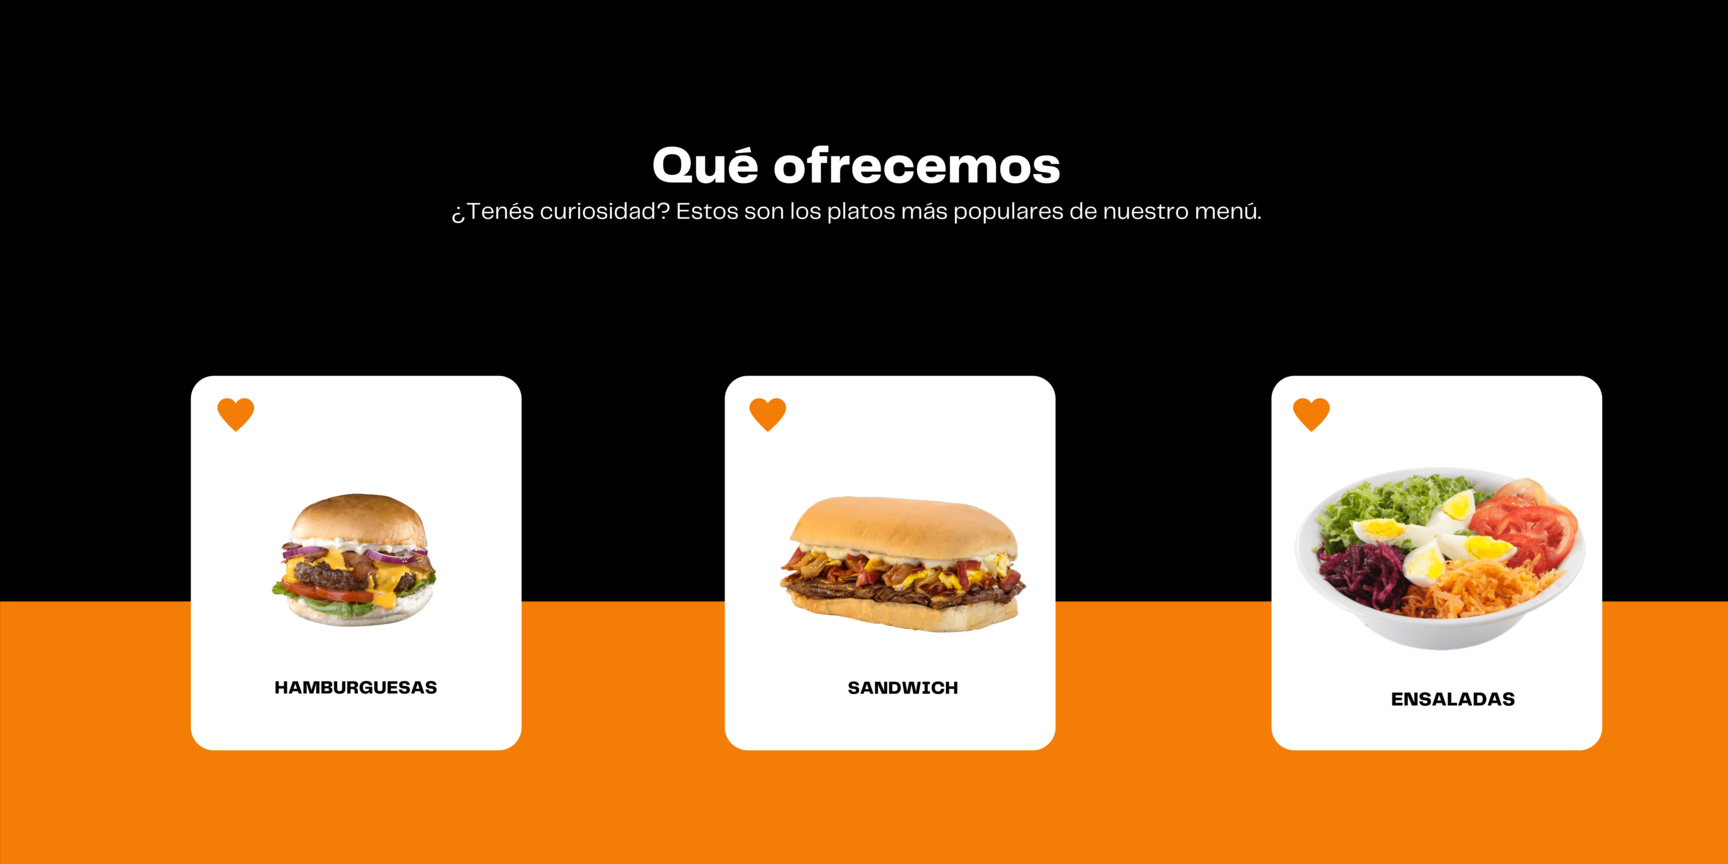 Qué ofrecemos
¿Tenés curiosidad? Estos son los platos más populares de nuestro menú.
HAMBURGUESAS
SANDWICH
ENSALADAS